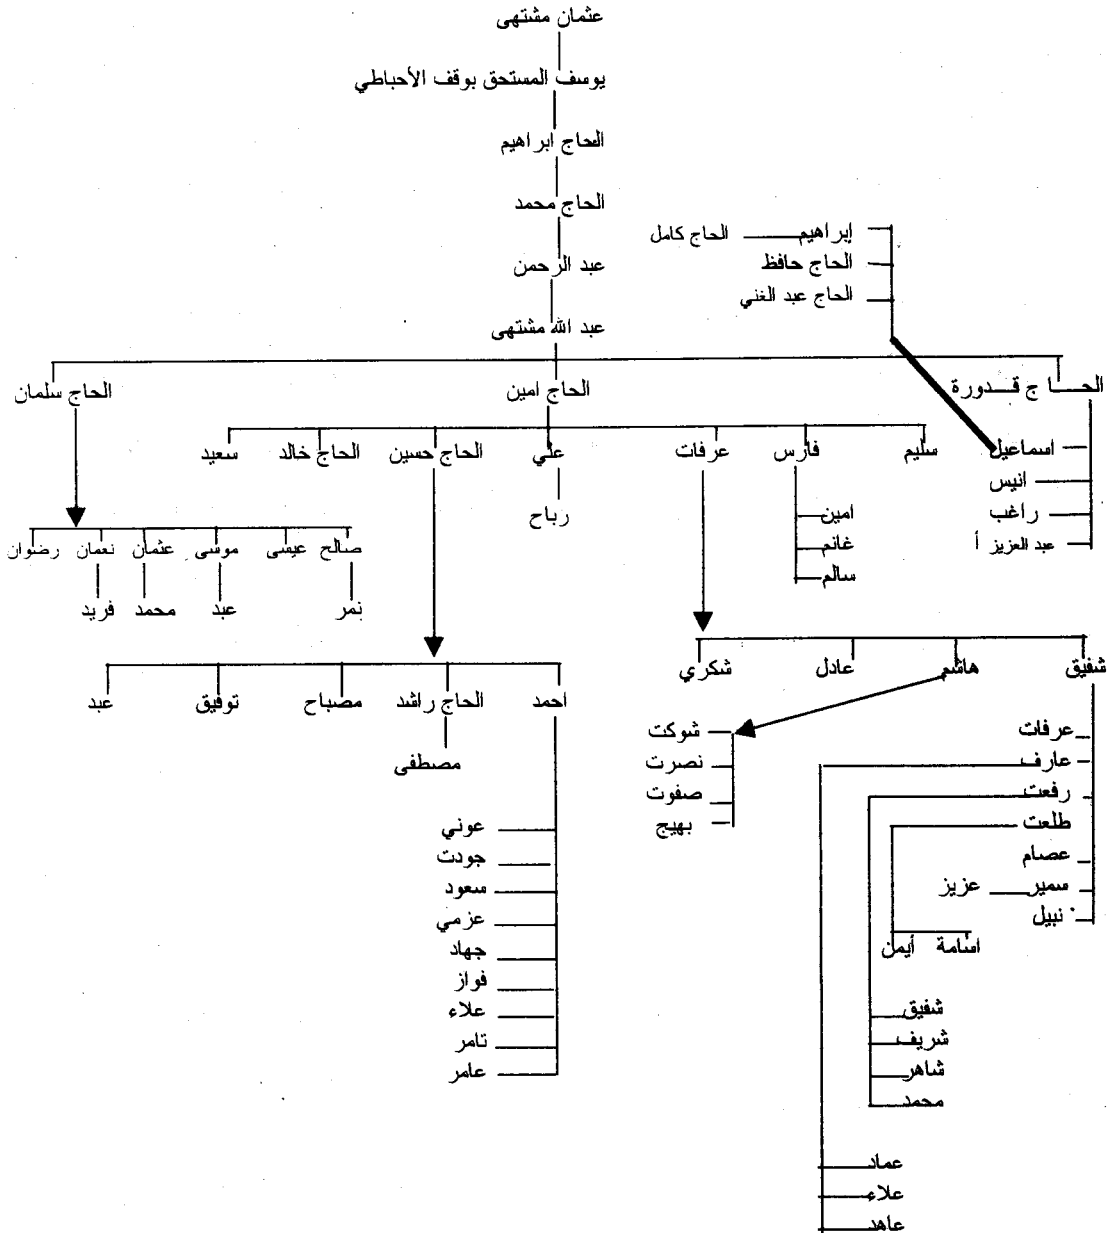 عثمان مشتهى
يوسف المستحق بوقف الأحباطي
الحاج ابراهيم
الحاج محمد
إبراهيم الحاج كامل
الحاج حافظ
عبد الرحمن
الحاج عبد الغني
عبد الله مشتهى
الحـــاج قــدورة الحاج امين الحاج سلمان
اسماعيل سليم فارس عرفات علي الحاج حسين الحاج خالد سعيد
انيس
راغب امين رباح
عبد العزيز أ غانم
سالم
صالح عيسى موسى عثمان نعمان رضوان
نمر عبد محمد فريد
شفيق هاشم عادل شكري
احمد الحاج راشد مصباح توفيق عبد
مصطفى
عرفات شوكت
عارف نصرت
رفعت صفوت
طلعت بهيج
عصام
سمير عزيز
نبيل
اسامة أيمن
عوني
جودت
سعود
عزمي
جهاد
فواز
علاء
تامر
عامر
شفيق
شريف
شاهر
محمد
عماد
علاء
عاهد